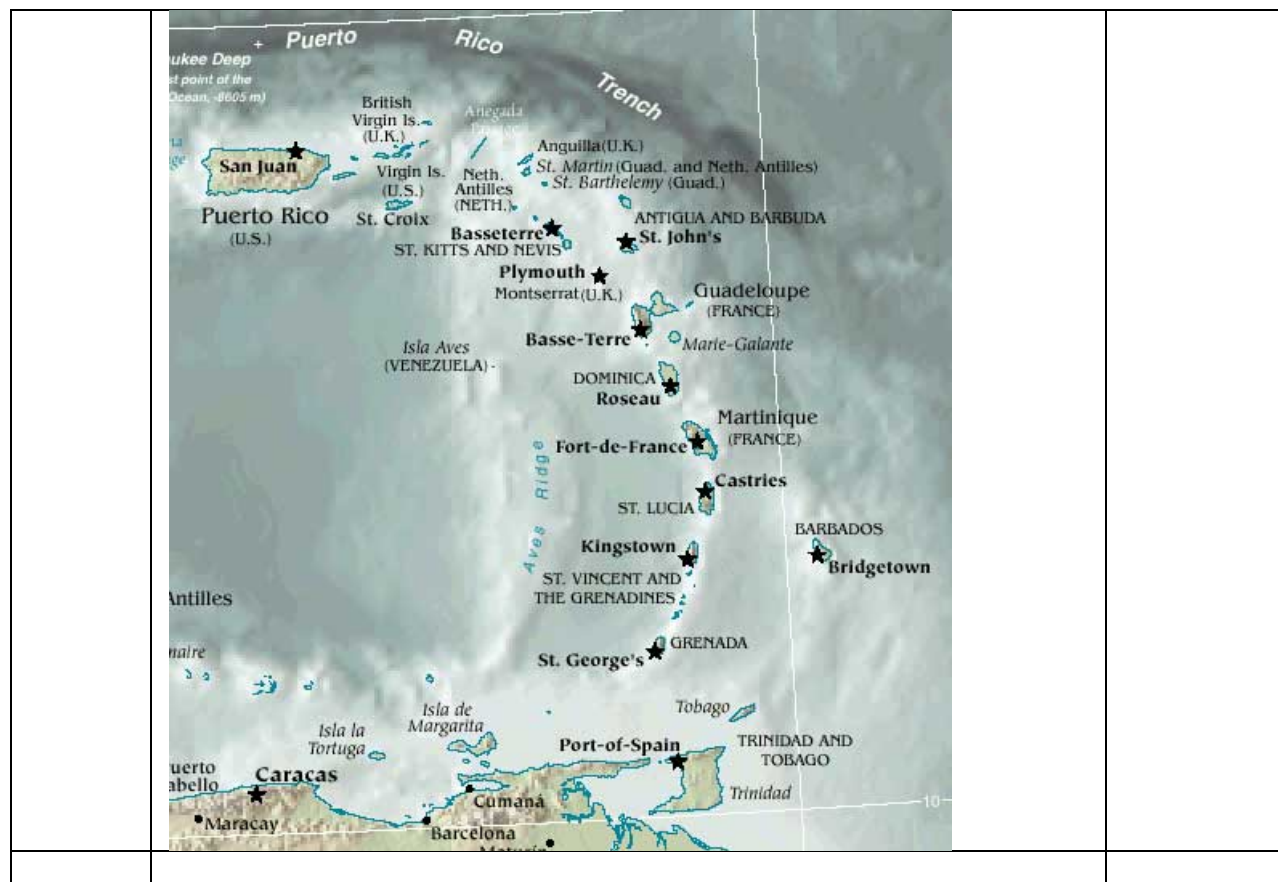 Puerto Rico Trench
ukee Deep
st point of the
Ocean, -8605 m)
British
Virgin Is.
(U.K.)
Anegada
Passage
Anguilla (U.K.)
St. Martin (Guad. and Neth. Antilles)
St. Barthelemy (Guad.)
San Juan
Virgin Is.
(U.S.)
Neth.
Antilles
(NETH.)
Puerto Rico
(U.S.)
St. Croix
ANTIGUA AND BARBUDA
St. John's
Basseterre
ST. KITTS AND NEVIS
Plymouth
Montserrat (U.K.)
Guadeloupe
(FRANCE)
Basse-Terre
Marie-Galante
Isla Aves
(VENEZUELA)
DOMINICA
Roseau
Martinique
(FRANCE)
Fort-de-France
Aves Ridge
Castries
ST. LUCIA
BARBADOS
Bridgetown
Kingstown
ST. VINCENT AND
THE GRENADINES
Antilles
naire
GRENADA
St. George's
Tobago
Isla de
Margarita
Isla la
Tortuga
Port-of-Spain
TRINIDAD AND
TOBAGO
Trinidad
uerto
abello
Caracas
Cumaná
10
Maracay
Barcelona